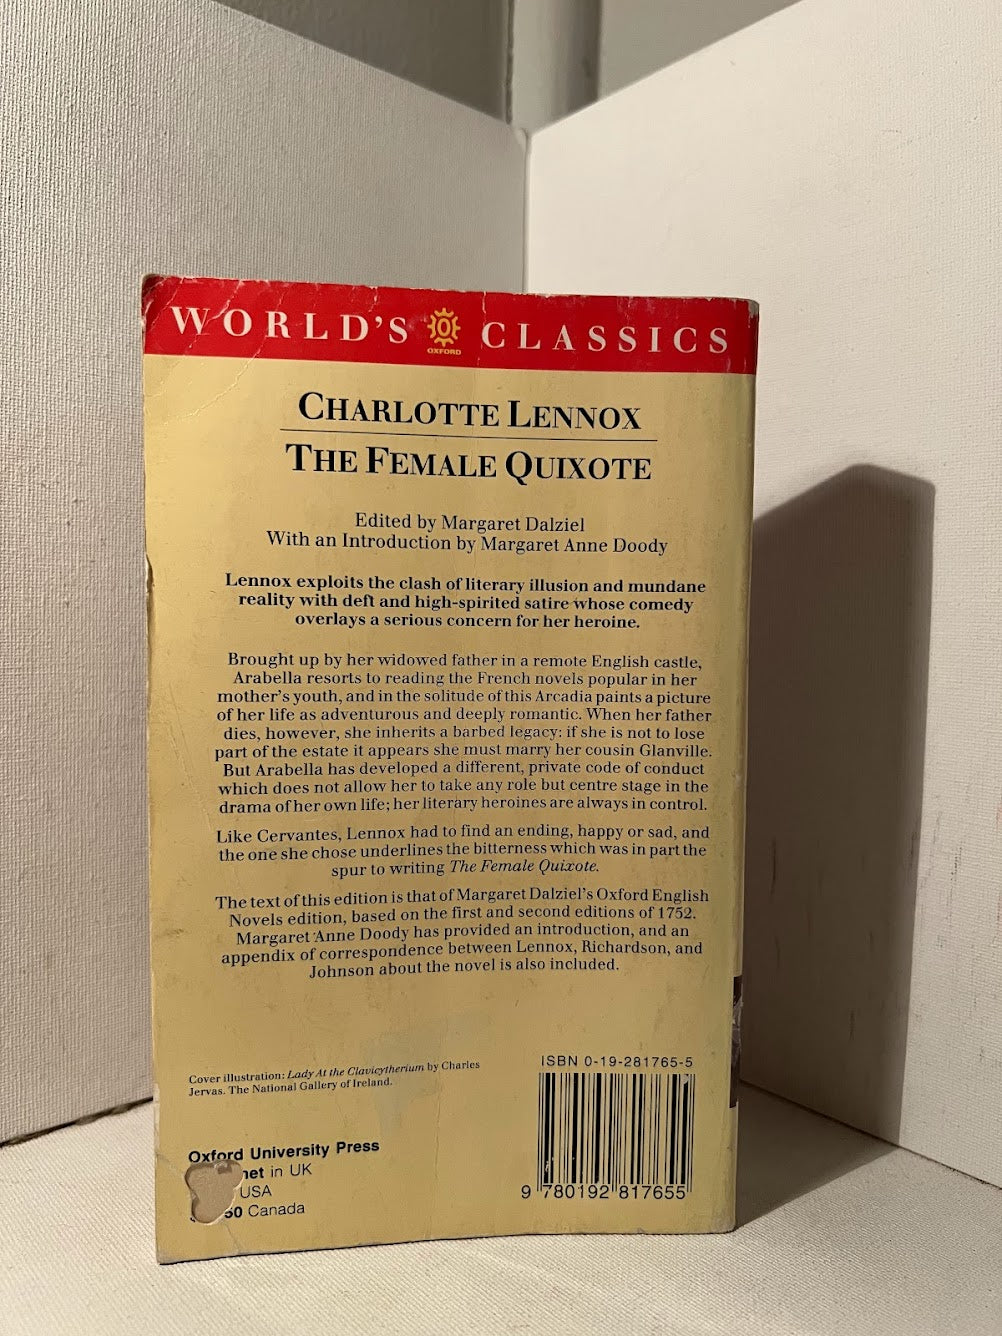 WORLD'S CLASSICS
OXFORD
CHARLOTTE LENNOX
THE FEMALE QUIXOTE
Edited by Margaret Dalziel
With an Introduction by Margaret Anne Doody
Lennox exploits the clash of literary illusion and mundane
reality with deft and high-spirited satire whose comedy
overlays a serious concern for her heroine.
Brought up by her widowed father in a remote English castle,
Arabella resorts to reading the French novels popular in her
mother's youth, and in the solitude of this Arcadia paints a picture
of her life as adventurous and deeply romantic. When her father
dies, however, she inherits a barbed legacy: if she is not to lose
part of the estate it appears she must marry her cousin Glanville.
But Arabella has developed a different, private code of conduct
which does not allow her to take any role but centre stage in the
drama of her own life; her literary heroines are always in control.
Like Cervantes, Lennox had to find an ending, happy or sad, and
the one she chose underlines the bitterness which was in part the
spur to writing The Female Quixote.
The text of this edition is that of Margaret Dalziel's Oxford English
Novels edition, based on the first and second editions of 1752.
Margaret Anne Doody has provided an introduction, and an
appendix of correspondence between Lennox, Richardson, and
Johnson about the novel is also included.
Cover illustration: Lady At the Clavicytherium by Charles
Jervas. The National Gallery of Ireland.
ISBN 0-19-281765-5
9 780192 817655
Oxford University Press
net in UK
USA
50 Canada